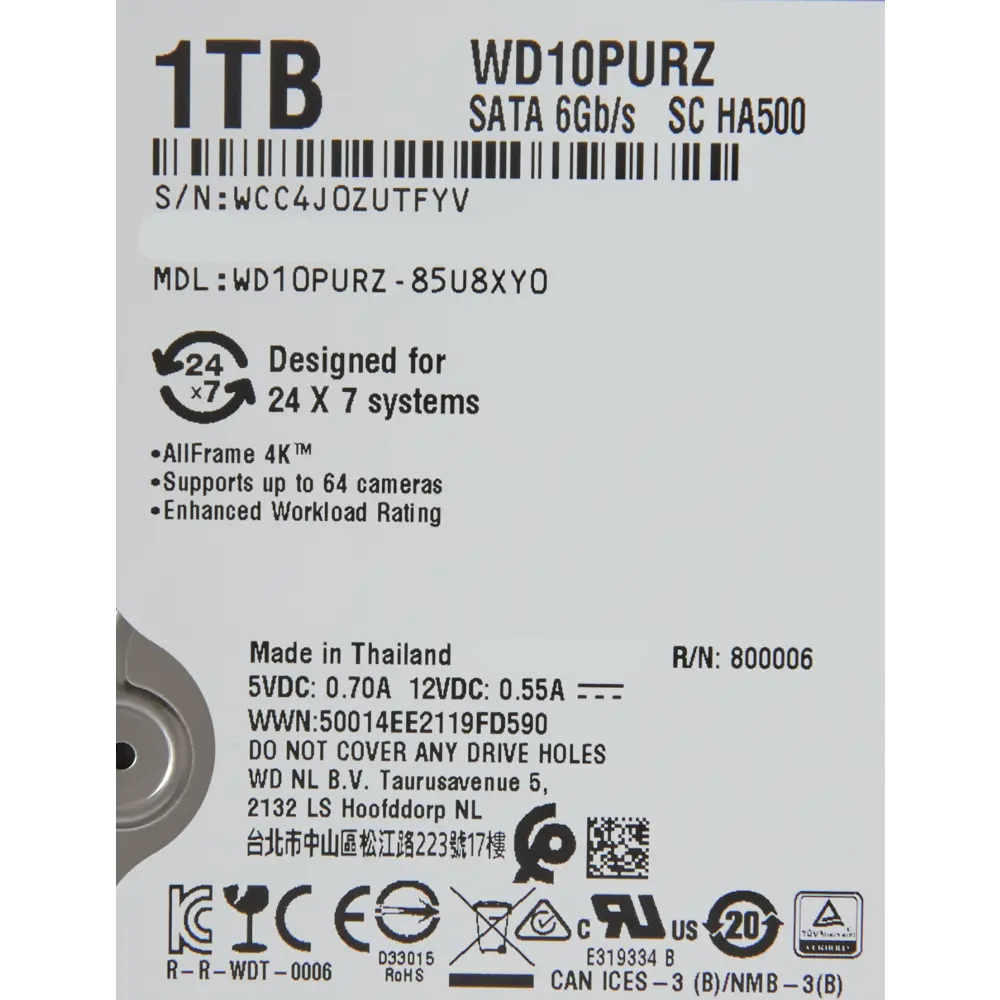 1TB
WD10PURZ
SATA 6Gb/s SC HA500
S/N:WCC4J0ZUTFYV
MDL:WD10PURZ-85U8XY0
24
x7
Designed for
24 X 7 systems
•AllFrame 4K™
•Supports up to 64 cameras
•Enhanced Workload Rating
Made in Thailand
R/N: 800006
5VDC: 0.70A 12VDC: 0.55A
WWN:50014EE2119FD590
DO NOT COVER ANY DRIVE HOLES
WD NL B.V. Taurusavenue 5,
2132 LS Hoofddorp NL
台北市中山區松江路223號17樓
CE
C
US
20
R-R-WDT-0006
D33015
RoHS
E319334 B
CAN ICES-3 (B)/NMB-3(B)